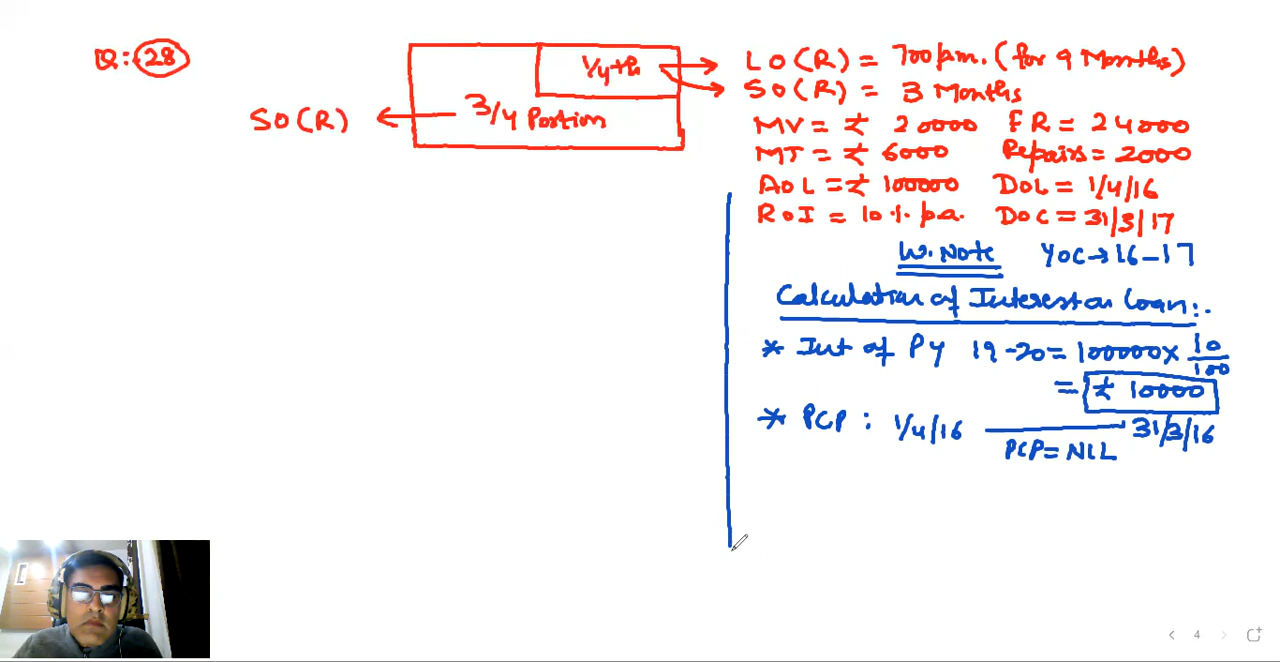 Q: 28
1/4 th
3/4 Portion
SO(R)
LO(R) = 700 p.m. (for 9 Months)
SO(R) = 3 Months
MV = ₹ 20000 FR = 24000
MT = ₹ 6000 Repairs = 2000
AOL = ₹ 100000 DOL = 1/4/16
ROI = 10 % p.a. DOC = 31/3/17
W. Note YOC → 16-17
Calculation of Interest on Loan:.
* Int of PY 19-20 = 100000 × 10/100
= ₹ 10000
* PCP : 1/4/16 31/3/16
PCP = NIL
4